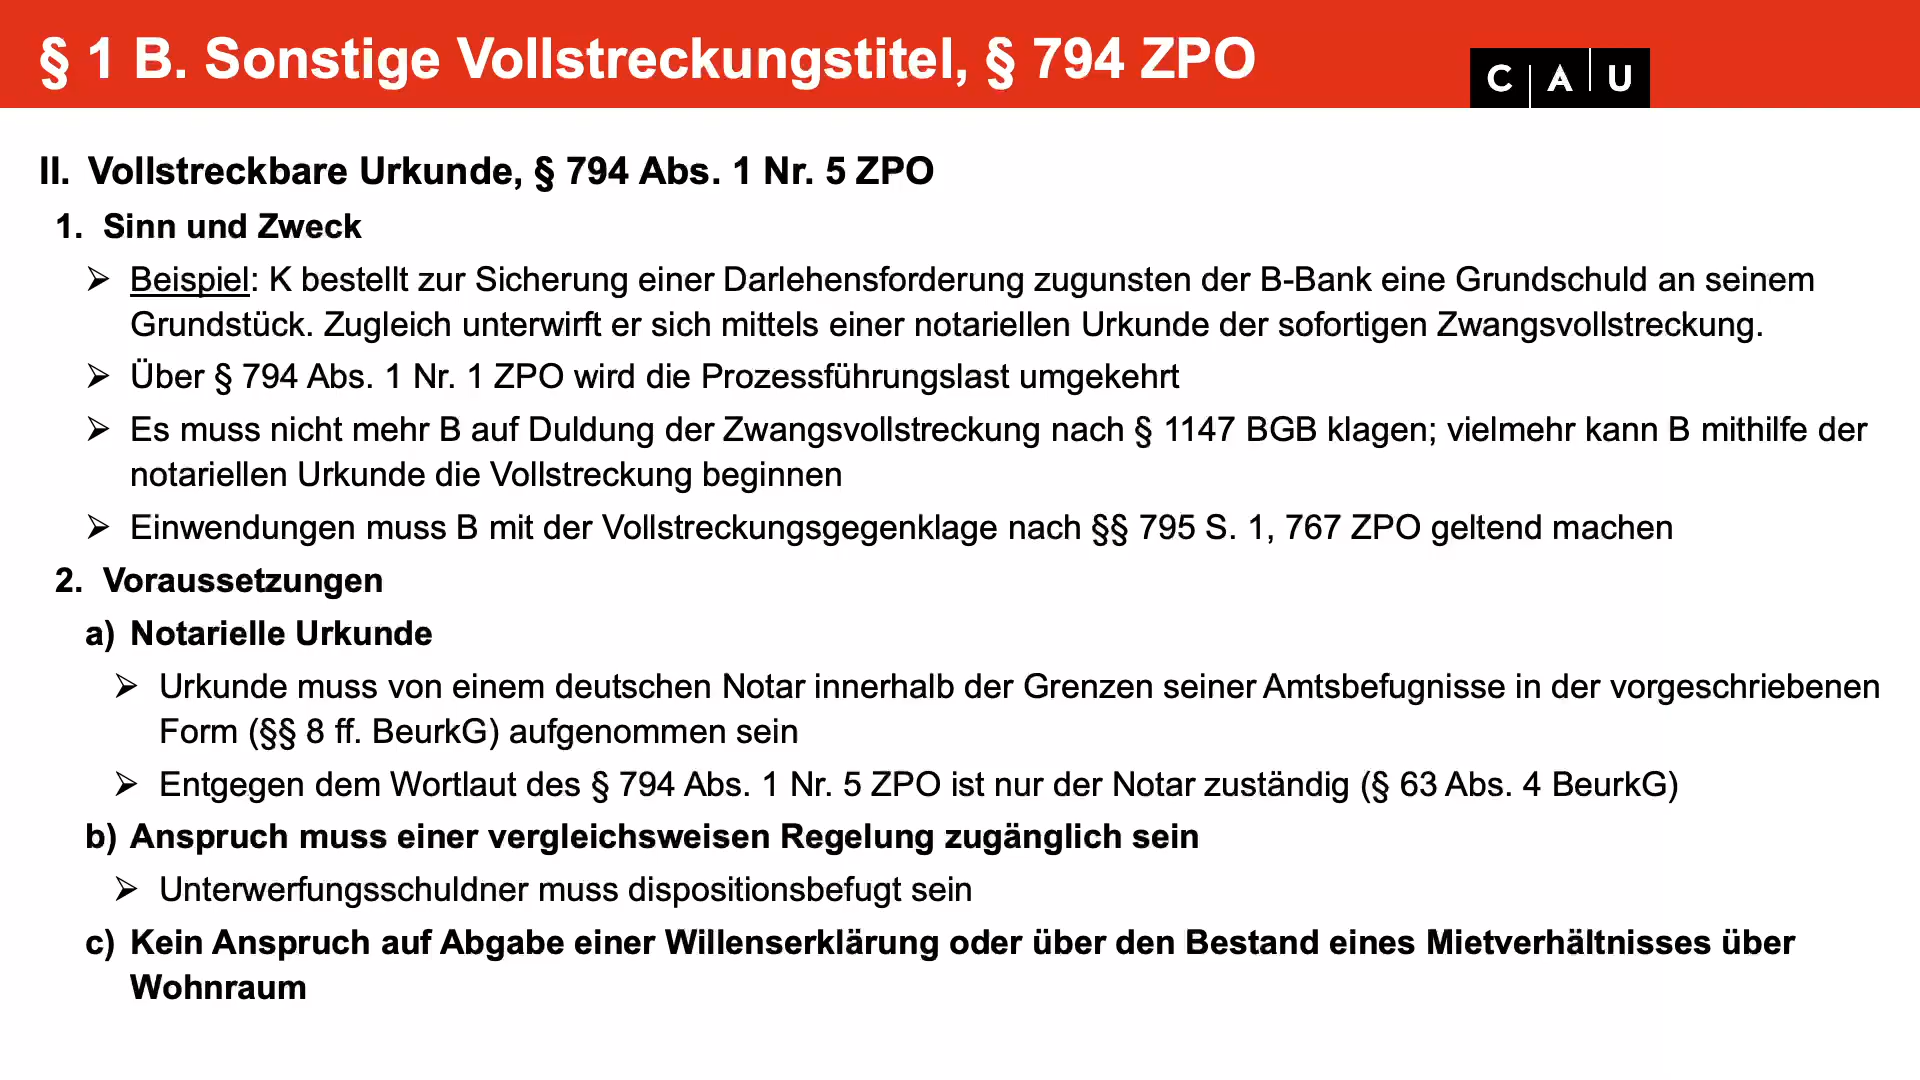 § 1 B. Sonstige Vollstreckungstitel, § 794 ZPO
C A U
II. Vollstreckbare Urkunde, § 794 Abs. 1 Nr. 5 ZPO
1. Sinn und Zweck
➢ Beispiel: K bestellt zur Sicherung einer Darlehensforderung zugunsten der B-Bank eine Grundschuld an seinem
Grundstück. Zugleich unterwirft er sich mittels einer notariellen Urkunde der sofortigen Zwangsvollstreckung.
➢ Über § 794 Abs. 1 Nr. 1 ZPO wird die Prozessführungslast umgekehrt
➢ Es muss nicht mehr B auf Duldung der Zwangsvollstreckung nach § 1147 BGB klagen; vielmehr kann B mithilfe der
notariellen Urkunde die Vollstreckung beginnen
➢ Einwendungen muss B mit der Vollstreckungsgegenklage nach §§ 795 S. 1, 767 ZPO geltend machen
2. Voraussetzungen
a) Notarielle Urkunde
➢ Urkunde muss von einem deutschen Notar innerhalb der Grenzen seiner Amtsbefugnisse in der vorgeschriebenen
Form (§§ 8 ff. BeurkG) aufgenommen sein
➢ Entgegen dem Wortlaut des § 794 Abs. 1 Nr. 5 ZPO ist nur der Notar zuständig (§ 63 Abs. 4 BeurkG)
b) Anspruch muss einer vergleichsweisen Regelung zugänglich sein
➢ Unterwerfungsschuldner muss dispositionsbefugt sein
c) Kein Anspruch auf Abgabe einer Willenserklärung oder über den Bestand eines Mietverhältnisses über
Wohnraum